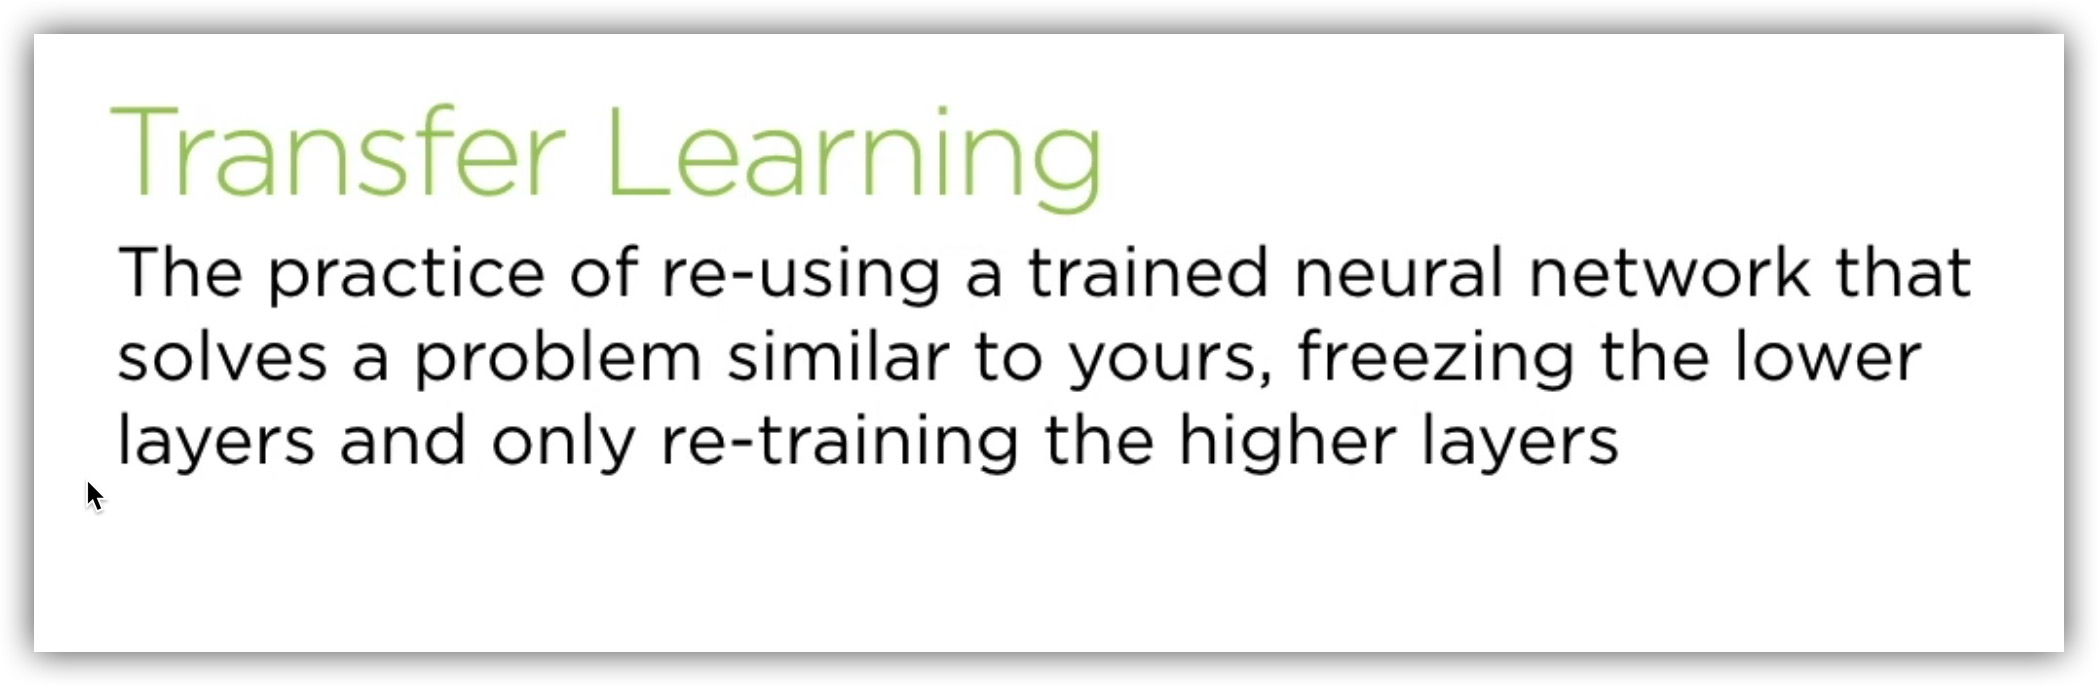 Transfer Learning
The practice of re-using a trained neural network that
solves a problem similar to yours, freezing the lower
layers and only re-training the higher layers